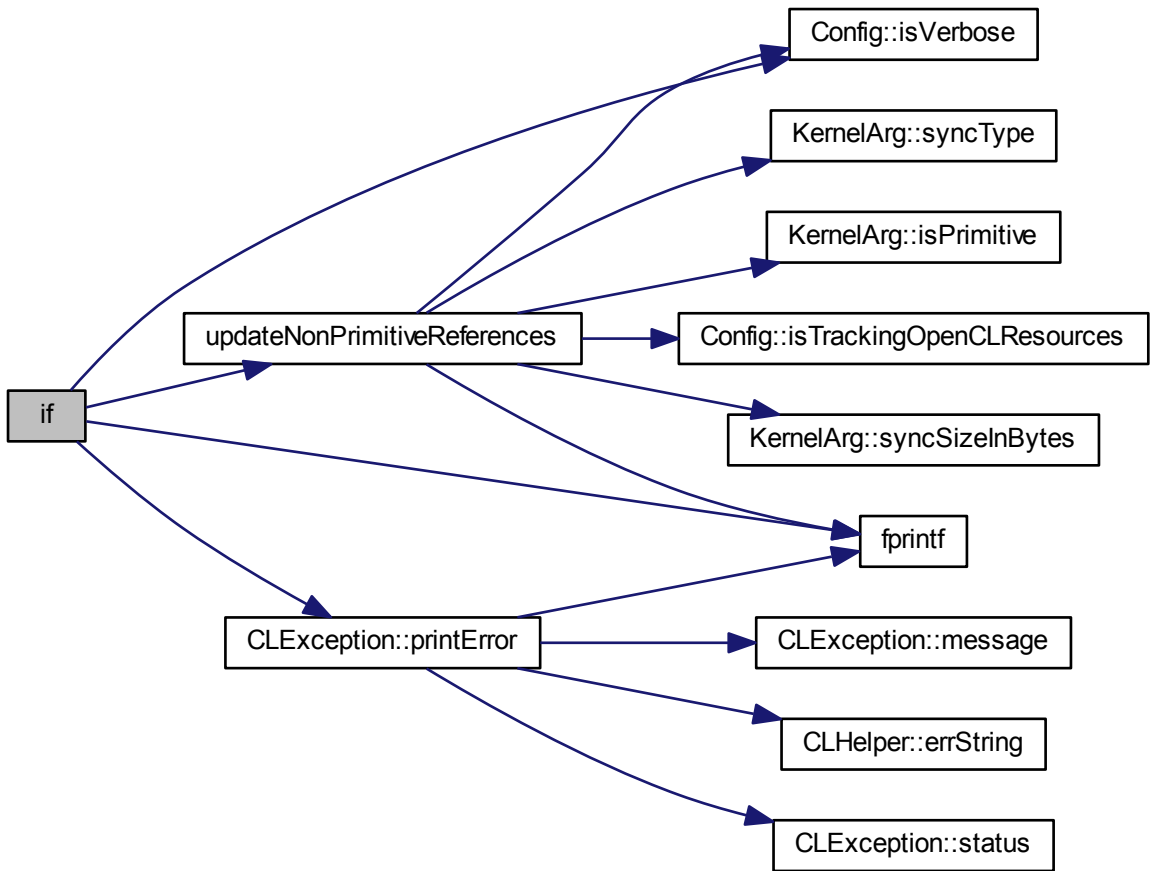 Config::isVerbose
KernelArg::syncType
KernelArg::isPrimitive
updateNonPrimitiveReferences
Config::isTrackingOpenCLResources
if
KernelArg::syncSizeInBytes
fprintf
CLException::printError
CLException::message
CLHelper::errString
CLException::status